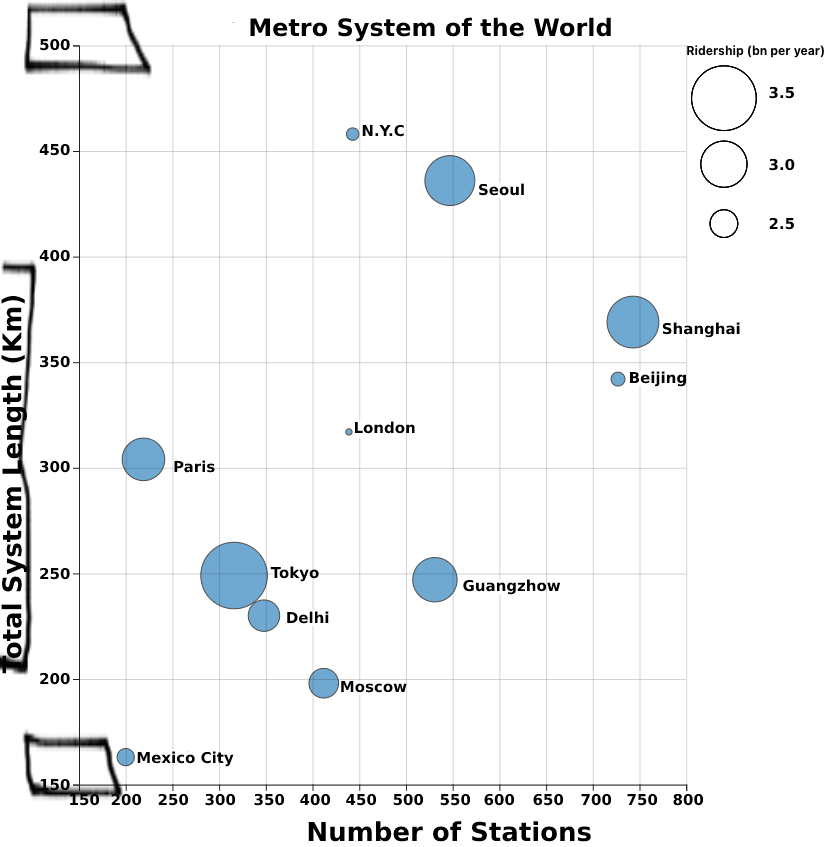 Metro System of the World
500
Ridership (bn per year)
3.5
N.Y.C
450
3.0
Seoul
2.5
400
Total System Length (Km)
Shanghai
350
Beijing
London
300
Paris
250
Tokyo
Guangzhow
Delhi
200
Moscow
Mexico City
150
150 200 250 300 350 400 450 500 550 600 650 700 750 800
Number of Stations